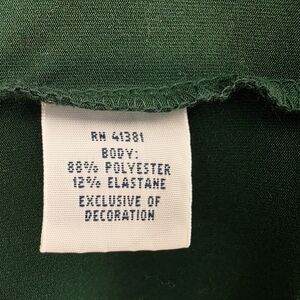 RN 41381
BODY:
88% POLYESTER
12% ELASTANE
EXCLUSIVE OF
DECORATION